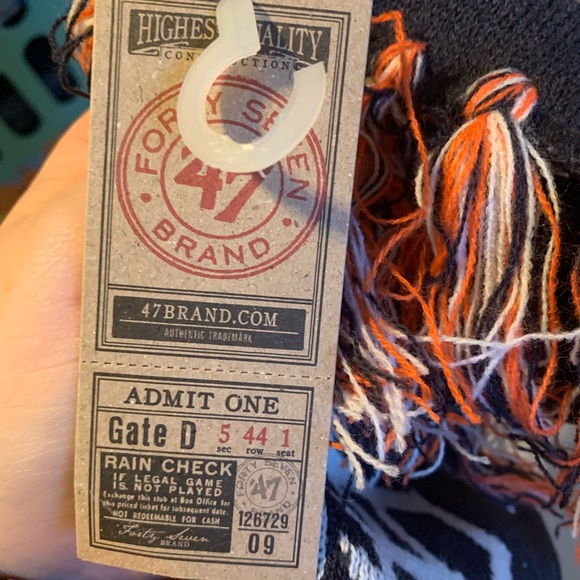 HIGHEST QUALITY
CONSTRUCTION
FORTY SEVEN
'47
BRAND
47BRAND.COM
AUTHENTIC TRADEMARK
ADMIT ONE
Gate D 5 44 1
sec row seat
RAIN CHECK
IF LEGAL GAME
IS NOT PLAYED
Exchange this stub at Box Office for
this priced ticket for subsequent date.
NOT REDEEMABLE FOR CASH
Forty Seven
BRAND
FORTY SEVEN
'47
126729
09